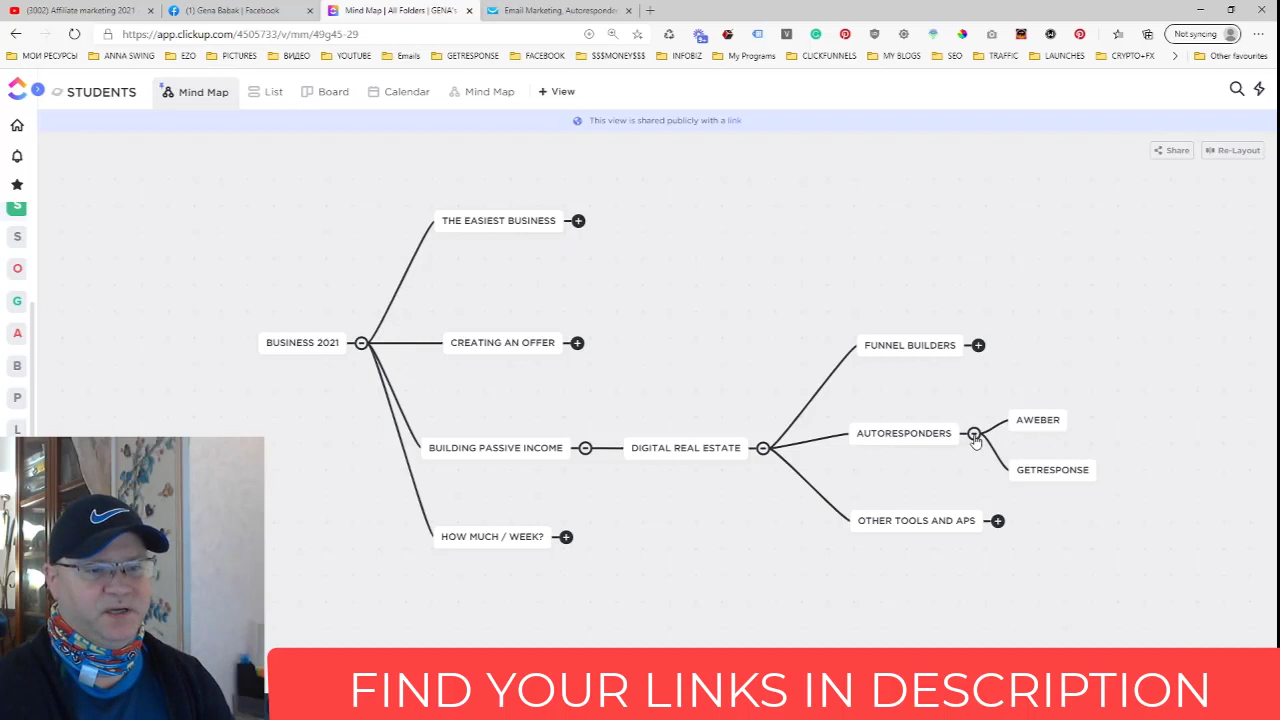 (3002) Affiliate marketing 2021
(1) Gena Babak | Facebook
Mind Map | All Folders | GENA's
Email Marketing, Autoresponder
https://app.clickup.com/4505733/v/mm/49g45-29
Not syncing
МОИ РЕСУРСЫ
ANNA SWING
EZO
PICTURES
ВИДЕО
YOUTUBE
Emails
GETRESPONSE
FACEBOOK
$$$MONEY$$$
INFOBIZ
My Programs
CLICKFUNNELS
MY BLOGS
SEO
TRAFFIC
LAUNCHES
CRYPTO+FX
Other favourites
STUDENTS
Mind Map
List
Board
Calendar
Mind Map
+ View
This view is shared publicly with a link
Share
Re-Layout
S
S
O
G
A
B
P
L
THE EASIEST BUSINESS
BUSINESS 2021
CREATING AN OFFER
FUNNEL BUILDERS
AWEBER
AUTORESPONDERS
BUILDING PASSIVE INCOME
DIGITAL REAL ESTATE
GETRESPONSE
OTHER TOOLS AND APS
HOW MUCH / WEEK?
FIND YOUR LINKS IN DESCRIPTION